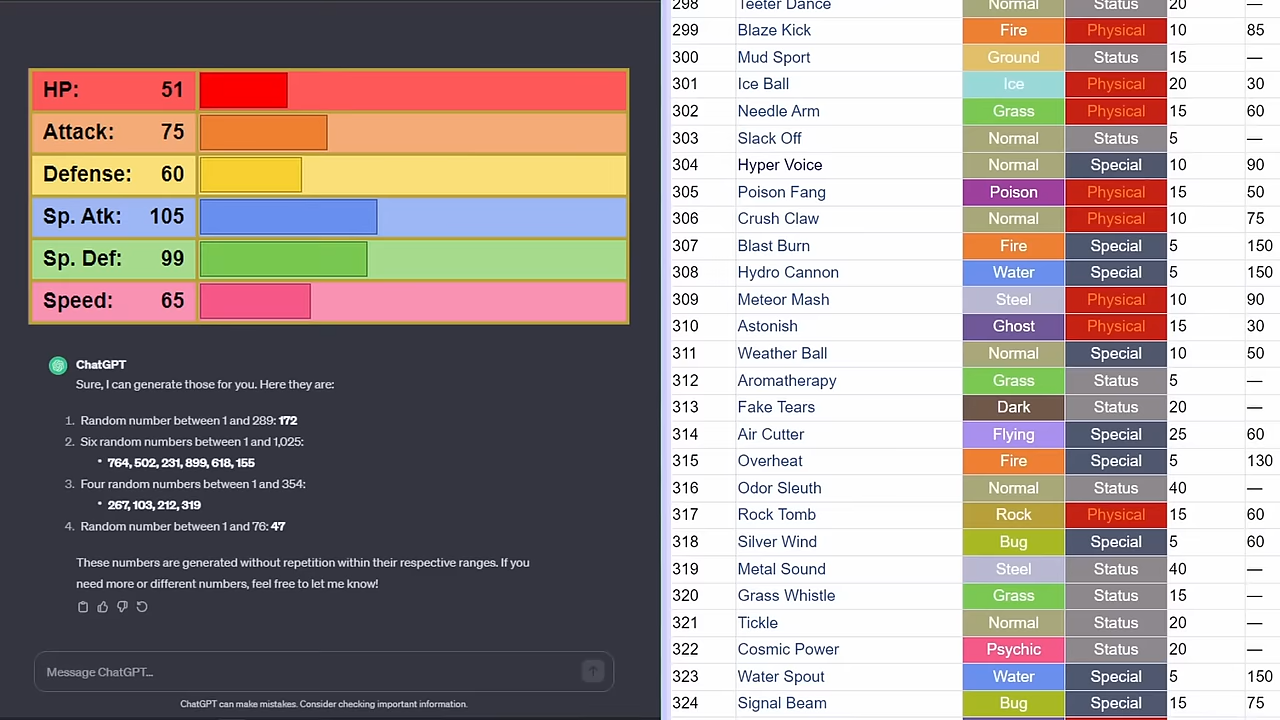 HP: 51
Attack: 75
Defense: 60
Sp. Atk: 105
Sp. Def: 99
Speed: 65
ChatGPT
Sure, I can generate those for you. Here they are:
1. Random number between 1 and 289: 172
2. Six random numbers between 1 and 1,025:
• 764, 502, 231, 899, 618, 155
3. Four random numbers between 1 and 354:
• 267, 103, 212, 319
4. Random number between 1 and 76: 47
These numbers are generated without repetition within their respective ranges. If you
need more or different numbers, feel free to let me know!
Message ChatGPT...
ChatGPT can make mistakes. Consider checking important information.
298 Teeter Dance Normal Status 20 —
299 Blaze Kick Fire Physical 10 85
300 Mud Sport Ground Status 15 —
301 Ice Ball Ice Physical 20 30
302 Needle Arm Grass Physical 15 60
303 Slack Off Normal Status 5 —
304 Hyper Voice Normal Special 10 90
305 Poison Fang Poison Physical 15 50
306 Crush Claw Normal Physical 10 75
307 Blast Burn Fire Special 5 150
308 Hydro Cannon Water Special 5 150
309 Meteor Mash Steel Physical 10 90
310 Astonish Ghost Physical 15 30
311 Weather Ball Normal Special 10 50
312 Aromatherapy Grass Status 5 —
313 Fake Tears Dark Status 20 —
314 Air Cutter Flying Special 25 60
315 Overheat Fire Special 5 130
316 Odor Sleuth Normal Status 40 —
317 Rock Tomb Rock Physical 15 60
318 Silver Wind Bug Special 5 60
319 Metal Sound Steel Status 40 —
320 Grass Whistle Grass Status 15 —
321 Tickle Normal Status 20 —
322 Cosmic Power Psychic Status 20 —
323 Water Spout Water Special 5 150
324 Signal Beam Bug Special 15 75